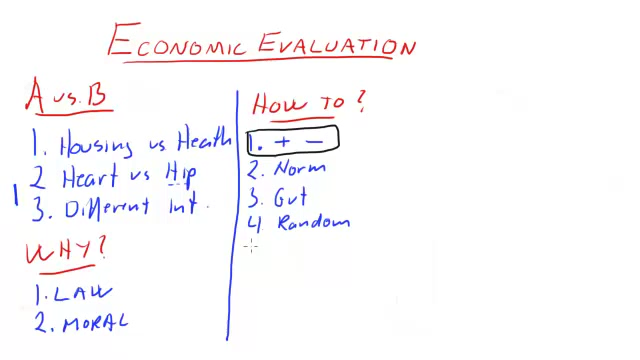 ECONOMIC EVALUATION
A vs. B
1. Housing vs Heath
2 Heart vs Hip
3. Different Int.
WHY?
1. LAW
2. MORAL
HOW TO?
1. + −
2. Norm
3. Gut
4 Random